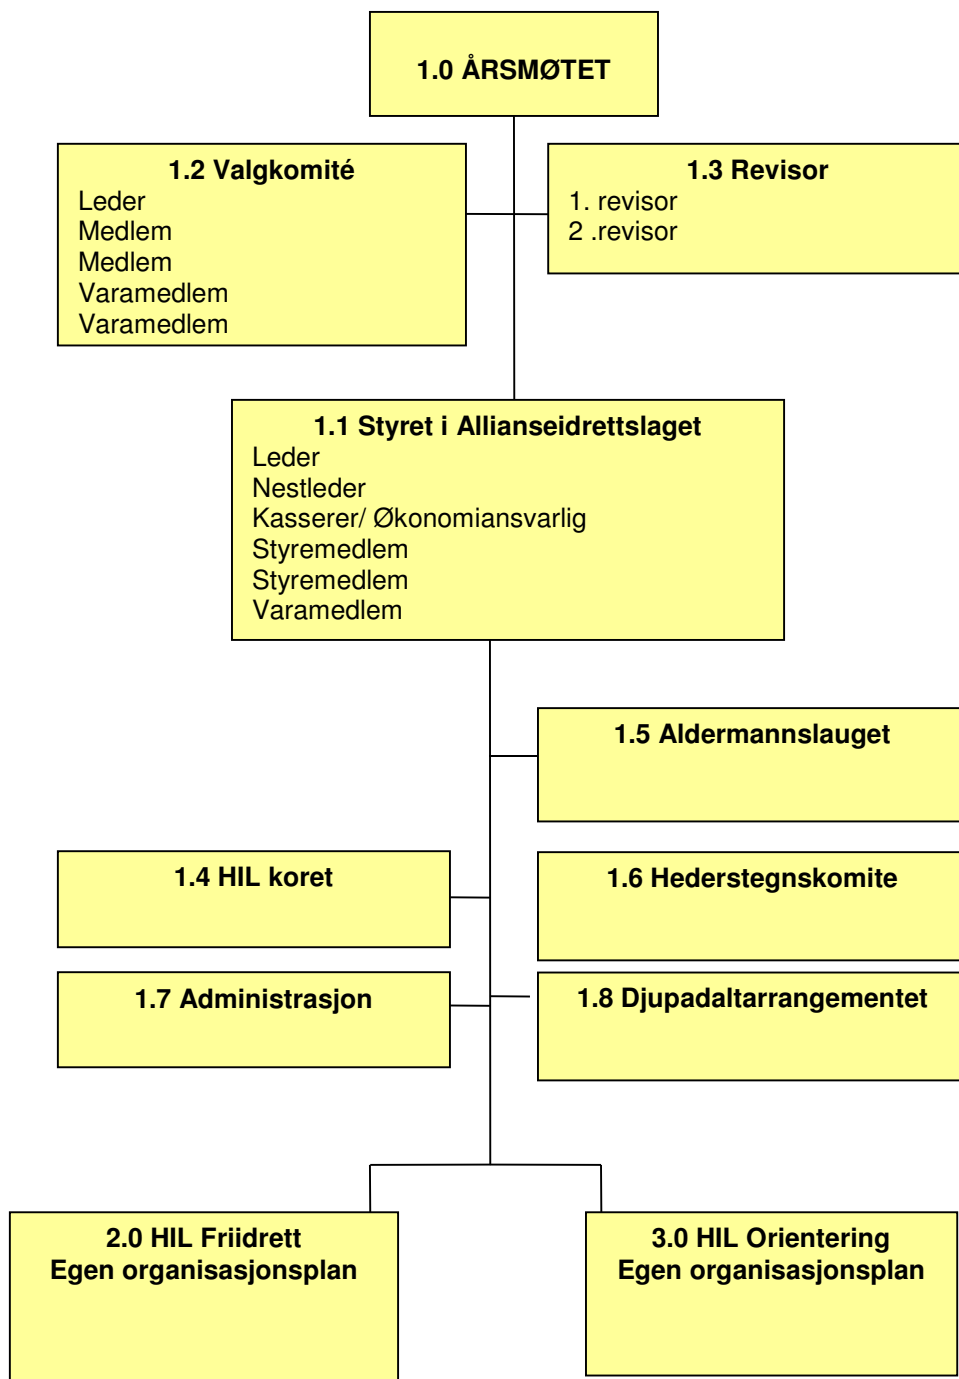 1.0 ÅRSMØTET
1.2 Valgkomité
Leder
Medlem
Medlem
Varamedlem
Varamedlem
1.3 Revisor
1. revisor
2 .revisor
1.1 Styret i Allianseidrettslaget
Leder
Nestleder
Kasserer/ Økonomiansvarlig
Styremedlem
Styremedlem
Varamedlem
1.5 Aldermannslauget
1.4 HIL koret
1.6 Hederstegnskomite
1.7 Administrasjon
1.8 Djupadaltarrangementet
2.0 HIL Friidrett
Egen organisasjonsplan
3.0 HIL Orientering
Egen organisasjonsplan